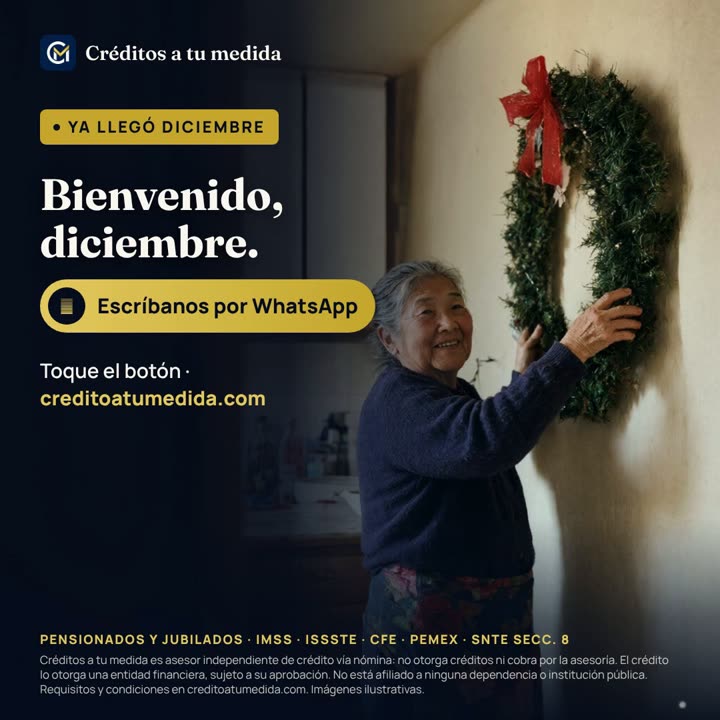 Créditos a tu medida
• YA LLEGÓ DICIEMBRE
Bienvenido,
diciembre.
Escríbanos por WhatsApp
Toque el botón ·
creditoatumedida.com
PENSIONADOS Y JUBILADOS · IMSS · ISSSTE · CFE · PEMEX · SNTE SECC. 8
Créditos a tu medida es asesor independiente de crédito vía nómina: no otorga créditos ni cobra por la asesoría. El crédito
lo otorga una entidad financiera, sujeto a su aprobación. No está afiliado a ninguna dependencia o institución pública.
Requisitos y condiciones en creditoatumedida.com. Imágenes ilustrativas.